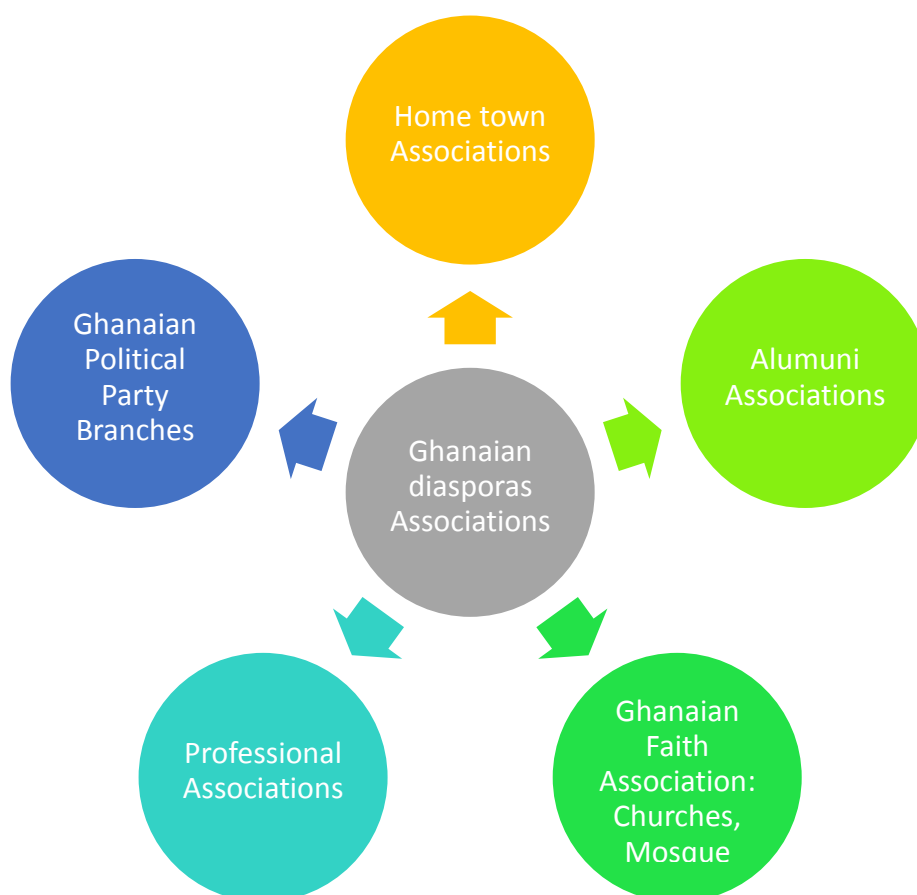 Home town
Associations
Ghanaian
Political
Party
Branches
Alumuni
Associations
Ghanaian
diasporas
Associations
Professional
Associations
Ghanaian
Faith
Association:
Churches,
Mosque